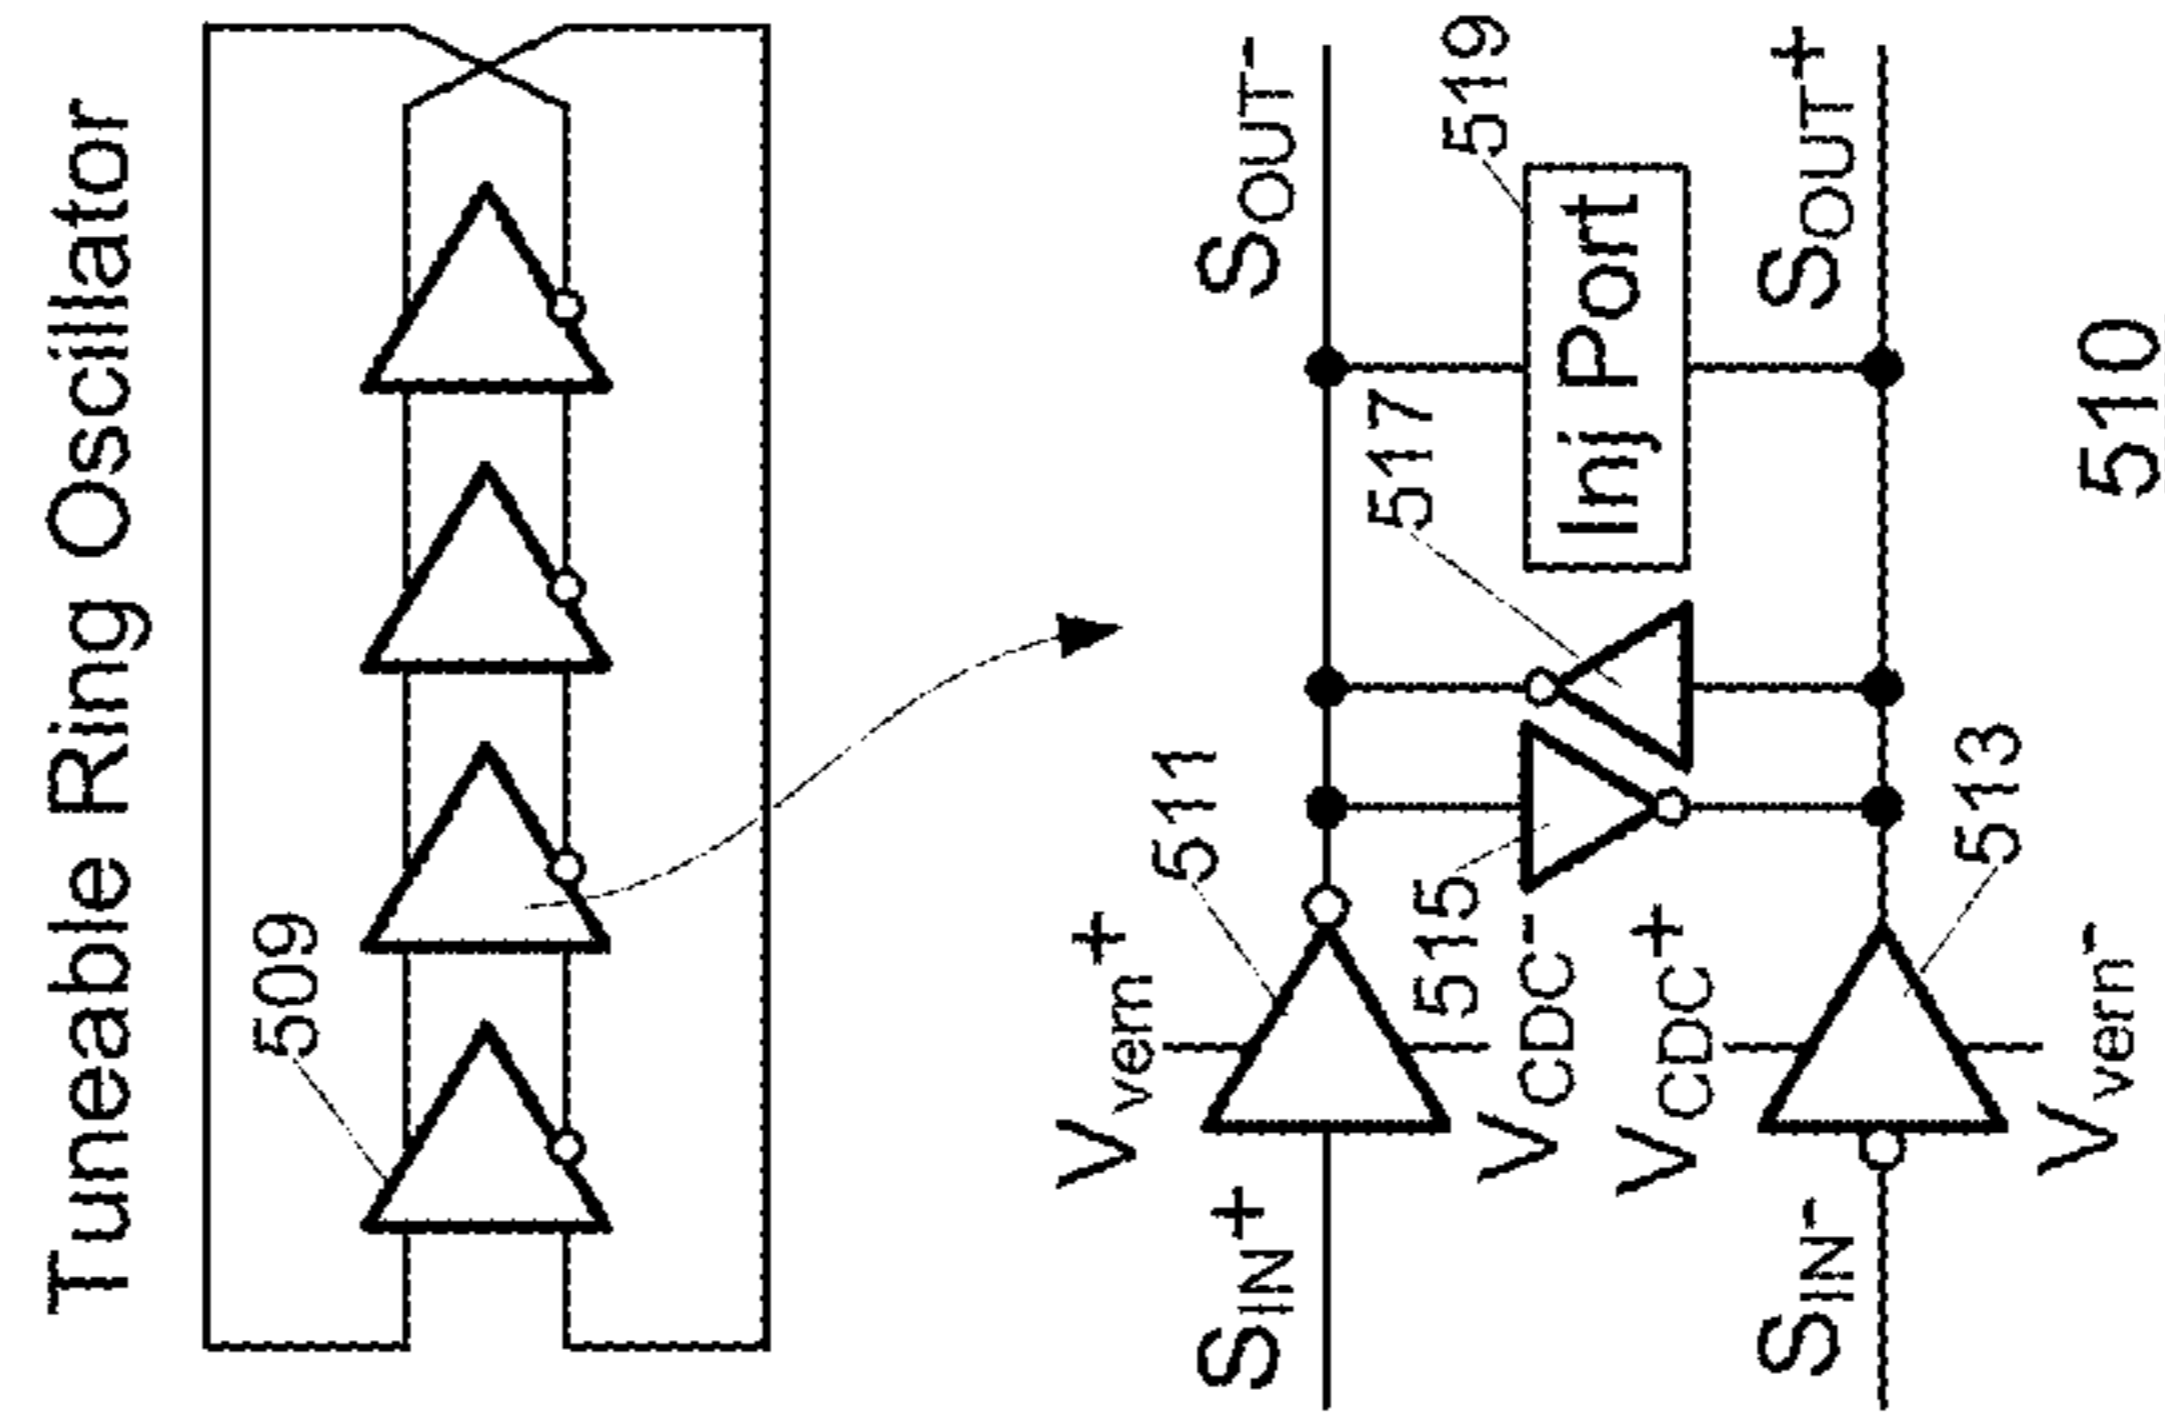 Tuneable Ring Oscillator
509
Vvern+
511
SIN+
SOUT-
515
517
519
VCDC-
Inj Port
VCDC+
SIN-
SOUT+
513
Vvern-
510